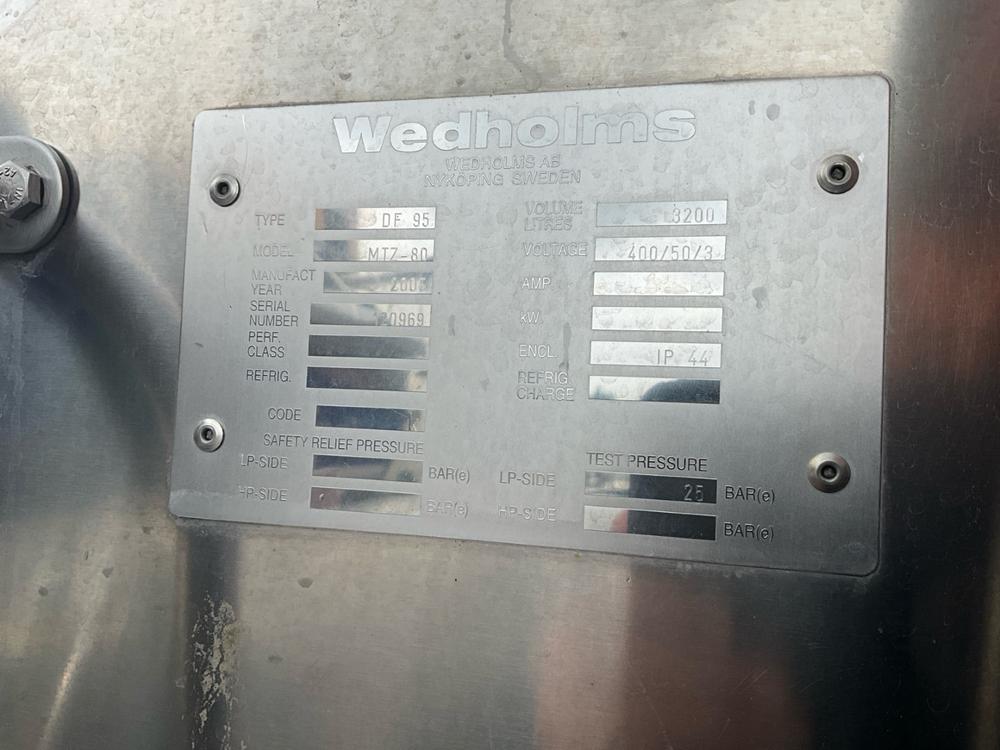 Wedholms
WEDHOLMS AB
NYKÖPING SWEDEN
TYPE DF 95
MODEL MTZ-80
MANUFACT
YEAR
SERIAL
NUMBER
PERF.
CLASS
REFRIG.
CODE
SAFETY RELIEF PRESSURE
LP-SIDE BAR(e)
HP-SIDE BAR(e)
VOLUME
LITRES 3200
VOLTAGE 400/50/3
AMP
kW.
ENCL. IP 44
REFRIG
CHARGE
TEST PRESSURE
LP-SIDE 25 BAR(e)
HP-SIDE BAR(e)